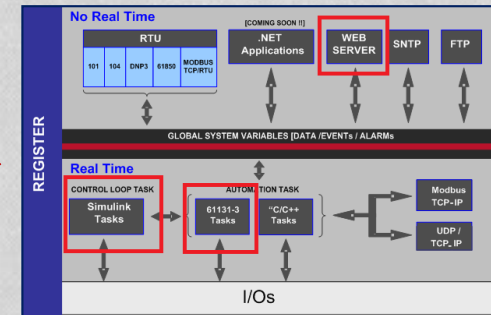 No Real Time
[COMING SOON !!]
RTU
101
104
DNP3
61850
MODBUS
TCP/RTU
.NET
Applications
WEB
SERVER
SNTP
FTP
REGISTER
GLOBAL SYSTEM VARIABLES [DATA /EVENTs / ALARMs
Real Time
CONTROL LOOP TASK
Simulink
Tasks
AUTOMATION TASK
61131-3
Tasks
"C/C++
Tasks
Modbus
TCP-IP
UDP /
TCP_ IP
I/Os